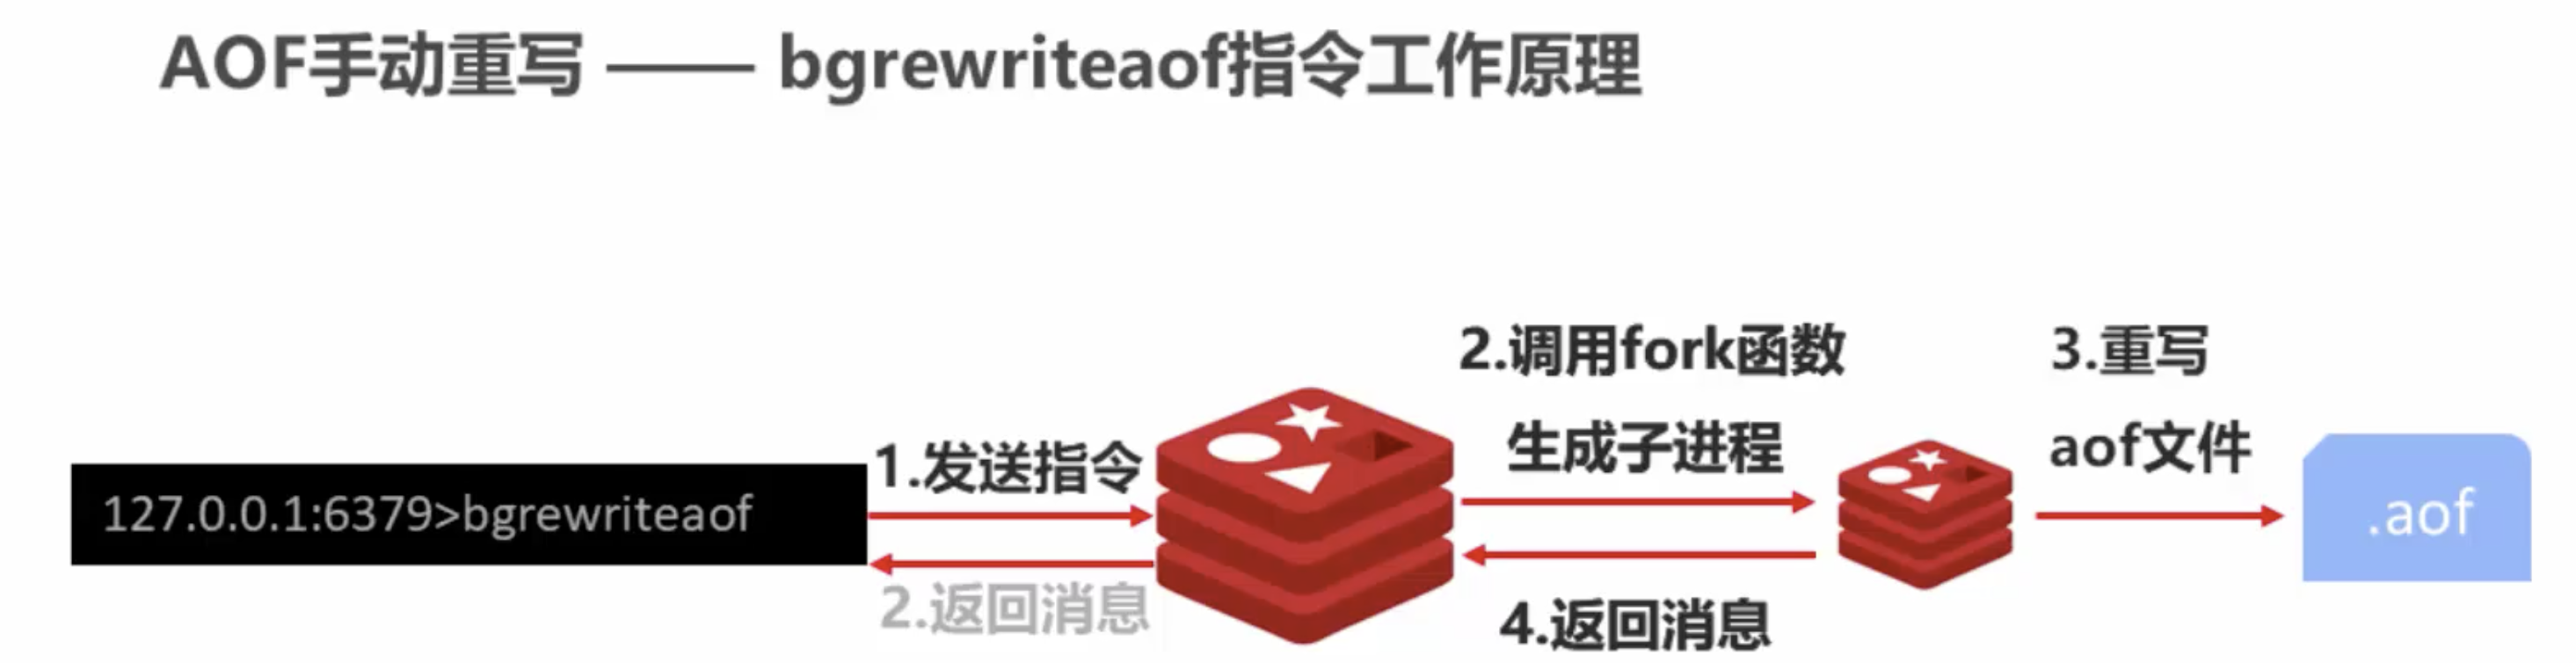 AOF手动重写 —— bgrewriteaof指令工作原理
127.0.0.1:6379>bgrewriteaof
1.发送指令
2.返回消息
2.调用fork函数
生成子进程
4.返回消息
3.重写
aof文件
.aof